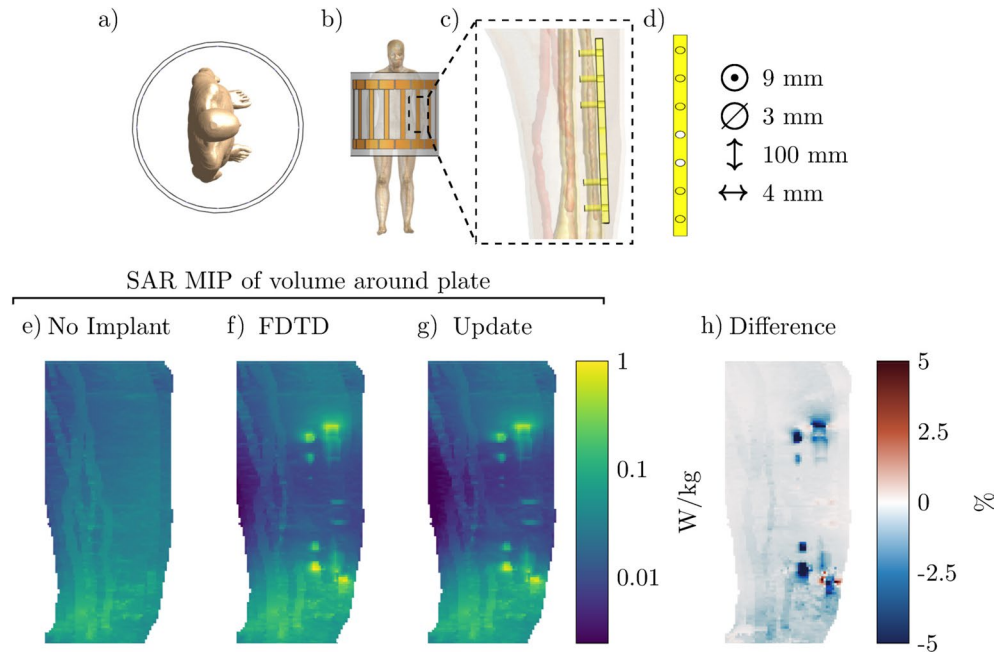 a)
b)
c)
d)
9 mm
3 mm
100 mm
4 mm
SAR MIP of volume around plate
e) No Implant
f) FDTD
g) Update
h) Difference
1
0.1
0.01
W/kg
5
2.5
0
-2.5
-5
%